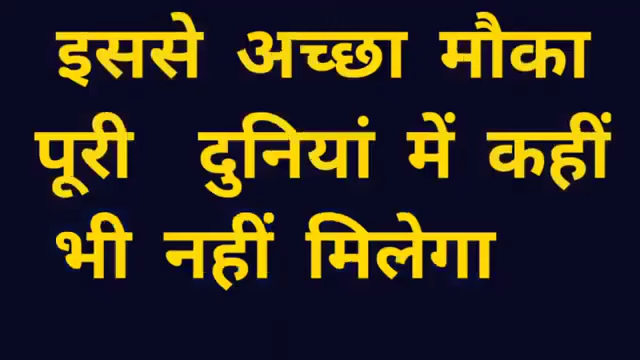 इससे अच्छा मौका
पूरी दुनियां में कहीं
भी नहीं मिलेगा